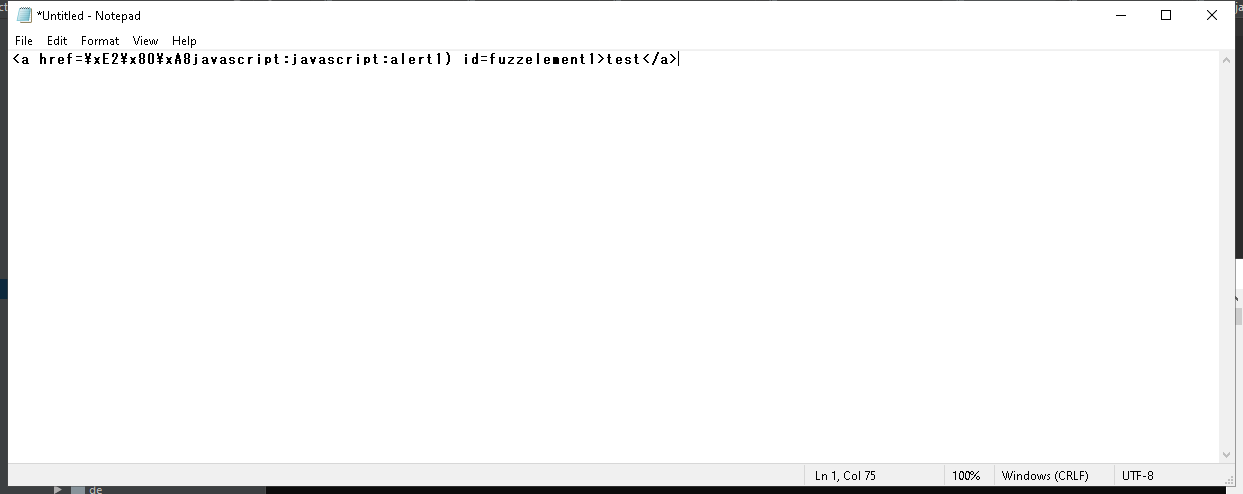 *Untitled - Notepad
File Edit Format View Help
<a href=¥xE2¥x80¥xA8javascript:javascript:alert1) id=fuzzelement1>test</a>
Ln 1, Col 75 100% Windows (CRLF) UTF-8
de